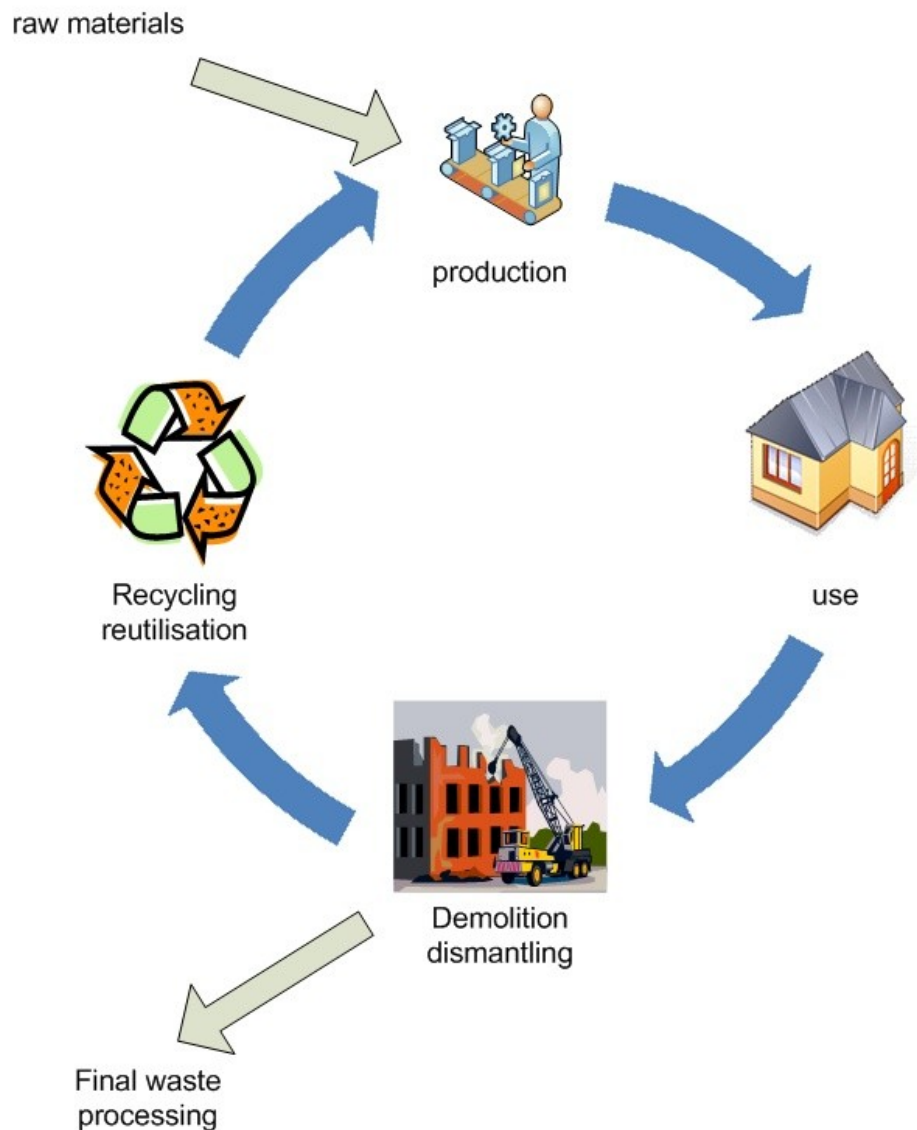 raw materials
production
use
Demolition
dismantling
Recycling
reutilisation
Final waste
processing